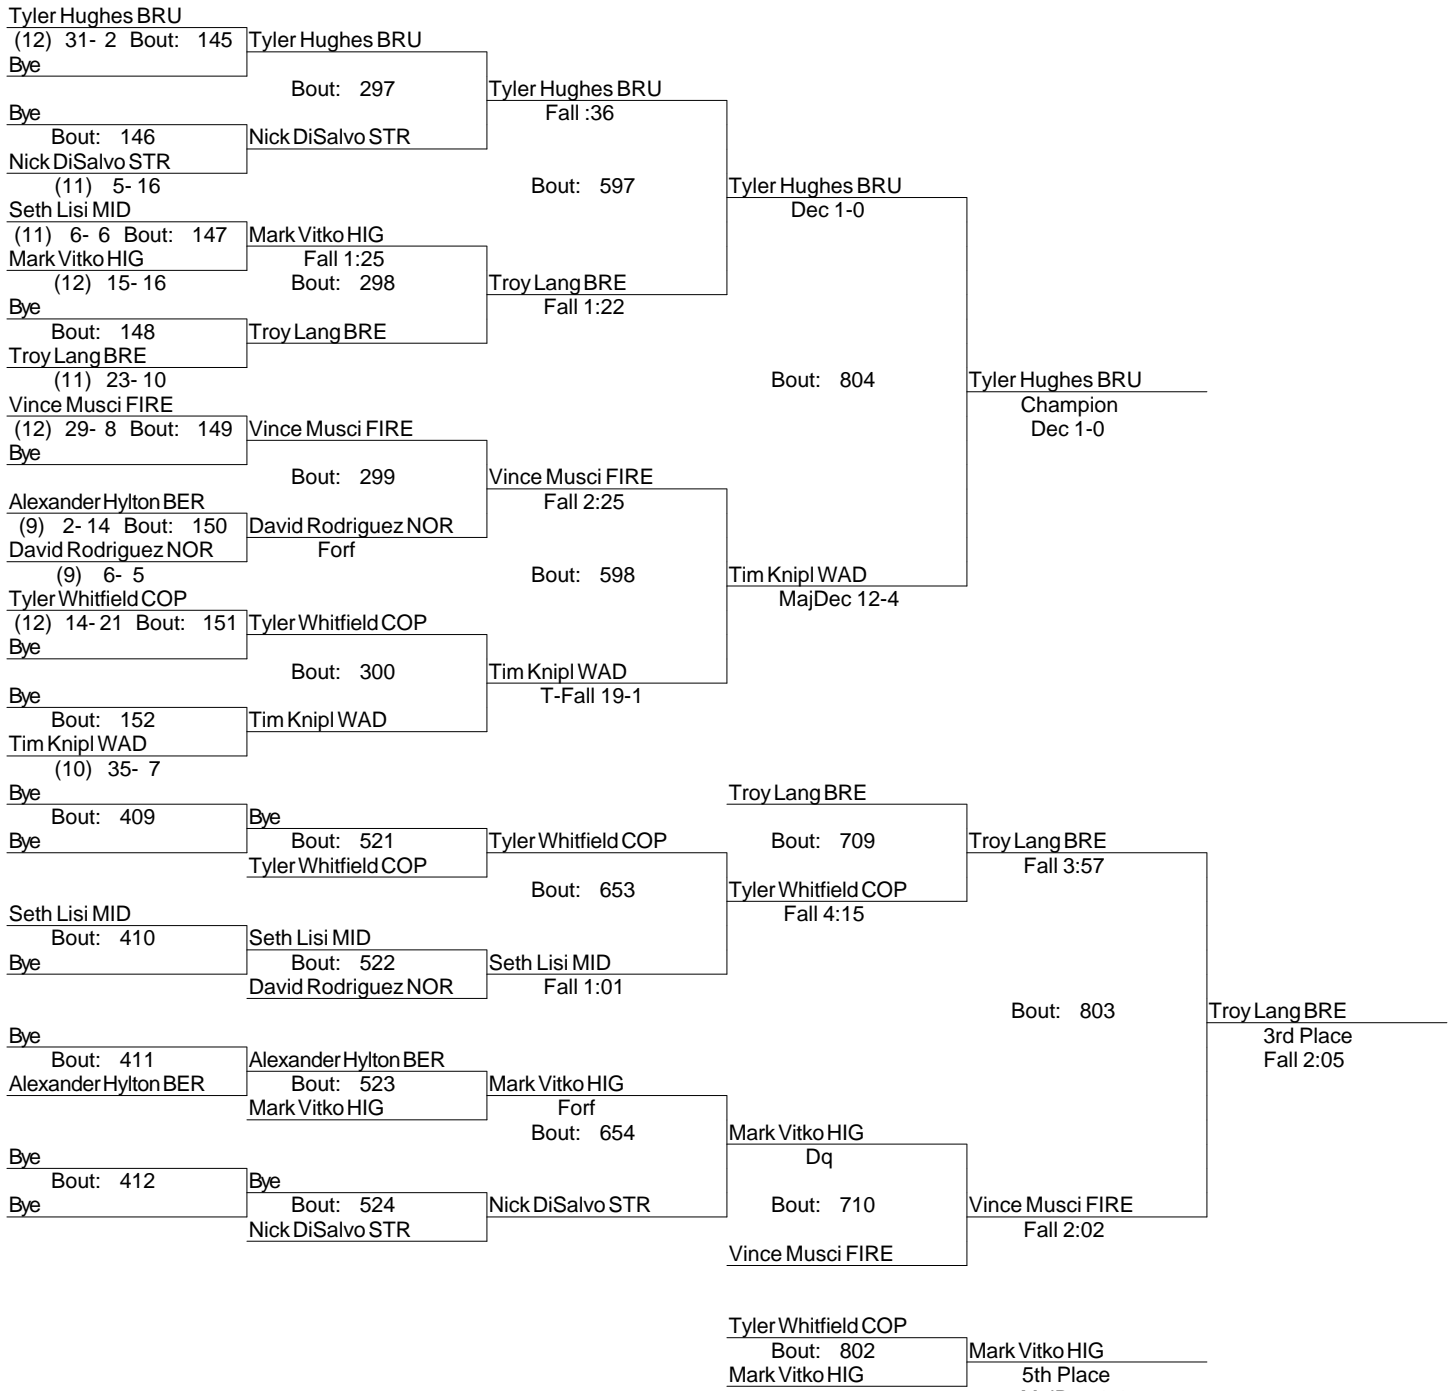 Tyler Hughes BRU
(12) 31- 2 Bout: 145 Tyler Hughes BRU
Bye
Bout: 297 Tyler Hughes BRU
Bye Fall :36
Bout: 146 Nick DiSalvo STR
Nick DiSalvo STR
(11) 5- 16 Bout: 597 Tyler Hughes BRU
Seth Lisi MID Dec 1-0
(11) 6- 6 Bout: 147 Mark Vitko HIG
Mark Vitko HIG Fall 1:25
(12) 15- 16 Bout: 298 Troy Lang BRE
Bye Fall 1:22
Bout: 148 Troy Lang BRE
Troy Lang BRE
(11) 23- 10 Bout: 804 Tyler Hughes BRU
Vince Musci FIRE Champion
(12) 29- 8 Bout: 149 Vince Musci FIRE Dec 1-0
Bye
Bout: 299 Vince Musci FIRE
Alexander Hylton BER Fall 2:25
(9) 2- 14 Bout: 150 David Rodriguez NOR
David Rodriguez NOR Forf
(9) 6- 5 Bout: 598 Tim Knipl WAD
Tyler Whitfield COP MajDec 12-4
(12) 14- 21 Bout: 151 Tyler Whitfield COP
Bye
Bout: 300 Tim Knipl WAD
Bye T-Fall 19-1
Bout: 152 Tim Knipl WAD
Tim Knipl WAD
(10) 35- 7
Bye Troy Lang BRE
Bout: 409 Bye
Bye Bout: 521 Tyler Whitfield COP Bout: 709 Troy Lang BRE
Tyler Whitfield COP Fall 3:57
Bout: 653 Tyler Whitfield COP
Seth Lisi MID Fall 4:15
Bout: 410 Seth Lisi MID
Bye Bout: 522 Seth Lisi MID
David Rodriguez NOR Fall 1:01
Bout: 803 Troy Lang BRE
Bye 3rd Place
Bout: 411 Alexander Hylton BER Fall 2:05
Alexander Hylton BER Bout: 523 Mark Vitko HIG
Mark Vitko HIG Forf
Bout: 654 Mark Vitko HIG
Bye Dq
Bout: 412 Bye
Bye Bout: 524 Nick DiSalvo STR Bout: 710 Vince Musci FIRE
Nick DiSalvo STR Fall 2:02
Vince Musci FIRE
Tyler Whitfield COP
Bout: 802 Mark Vitko HIG
Mark Vitko HIG 5th Place